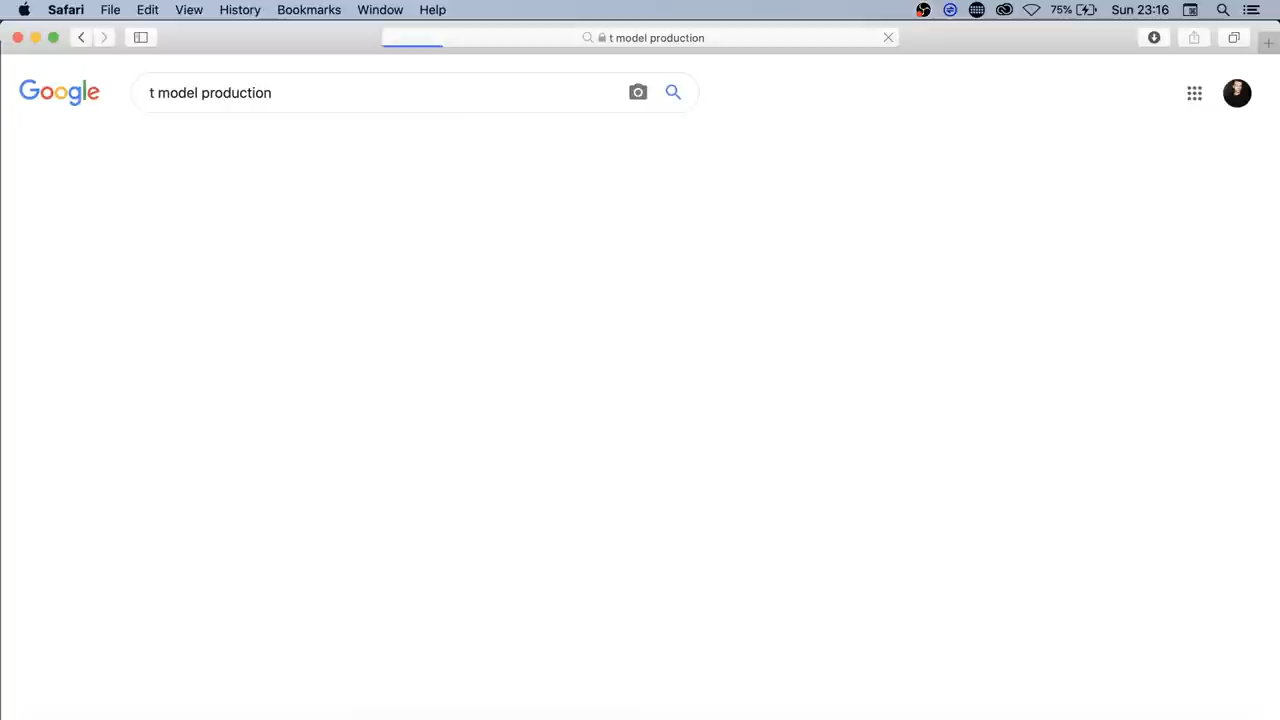 Safari File Edit View History Bookmarks Window Help 75% Sun 23:16
t model production
Google t model production